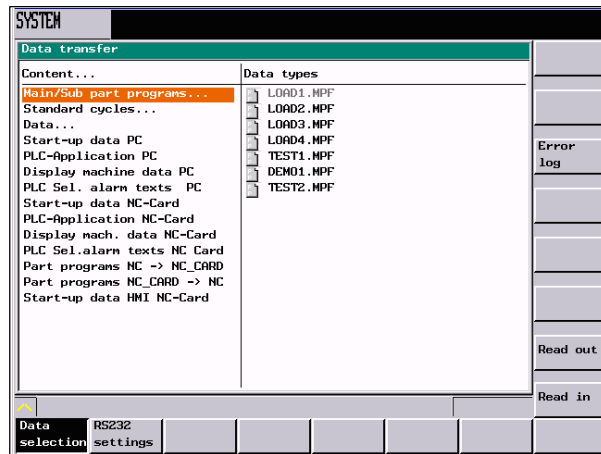 SYSTEM
Data transfer
Content...
Data types
Main/Sub part programs...
Standard cycles...
Data...
Start-up data PC
PLC-Application PC
Display machine data PC
PLC Sel. alarm texts  PC
Start-up data NC-Card
PLC-Application NC-Card
Display mach. data NC-Card
PLC Sel.alarm texts NC Card
Part programs NC -> NC_CARD
Part programs NC_CARD -> NC
Start-up data HMI NC-Card
LOAD1.MPF
LOAD2.MPF
LOAD3.MPF
LOAD4.MPF
TEST1.MPF
DEMO1.MPF
TEST2.MPF
Error
log
Read out
Read in
Data
selection
RS232
settings